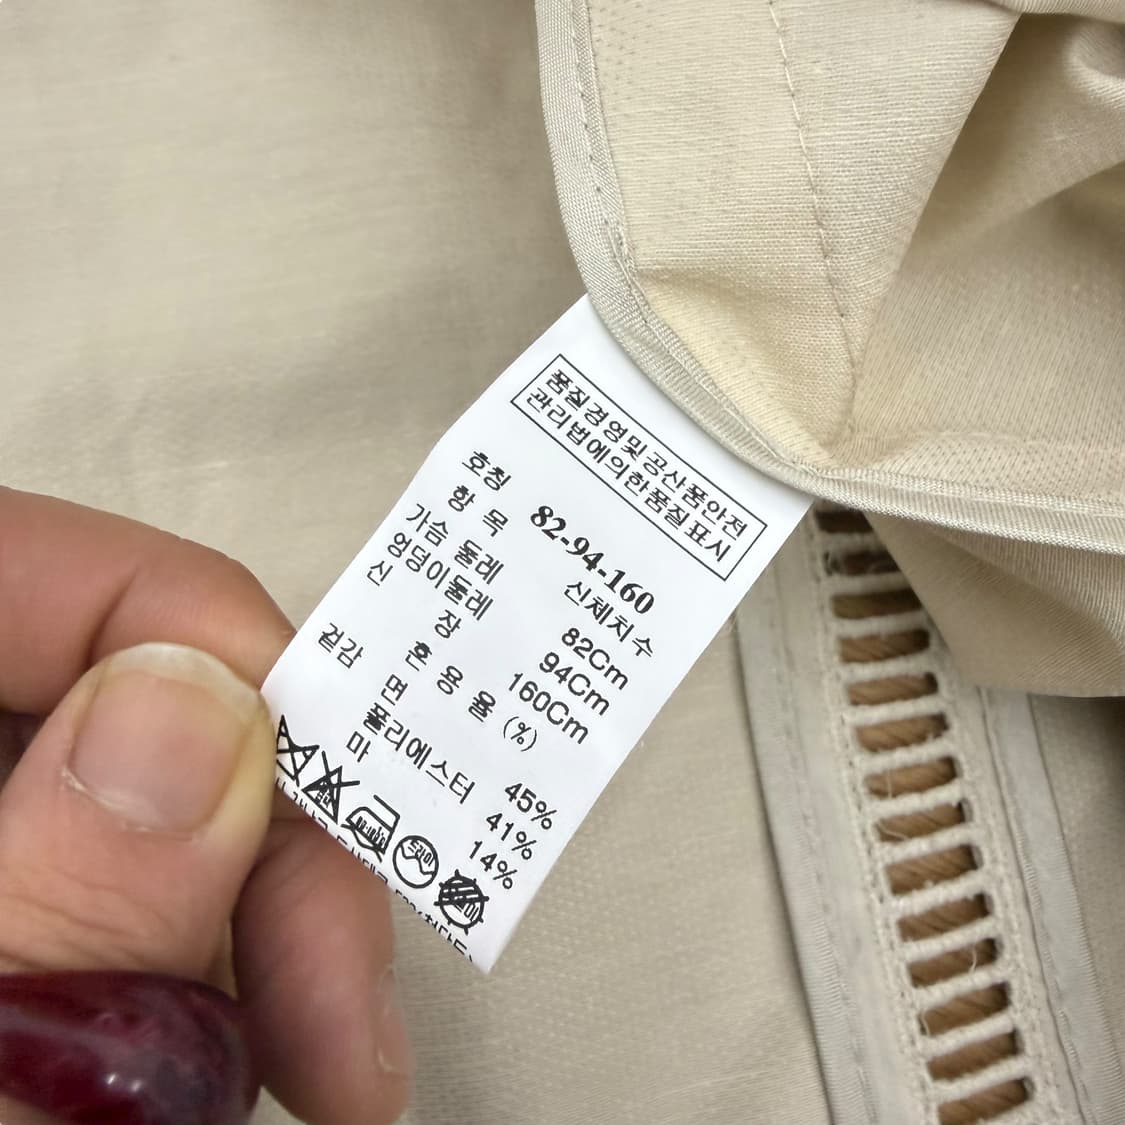 품질경영및공산품안전
관리법에의한품질표시
호칭 82-94-160
항 목 신체치수
가슴 둘레 82Cm
엉덩이둘레 94Cm
신 장 160Cm
혼 용 율 (%)
겉감 면 45%
폴리에스터 41%
마 14%
드라이